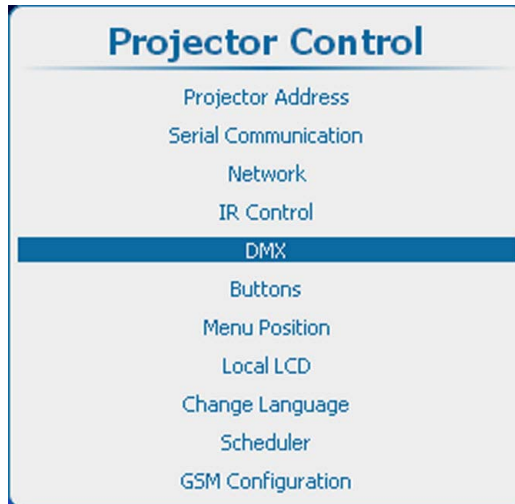 Projector Control
Projector Address
Serial Communication
Network
IR Control
DMX
Buttons
Menu Position
Local LCD
Change Language
Scheduler
GSM Configuration